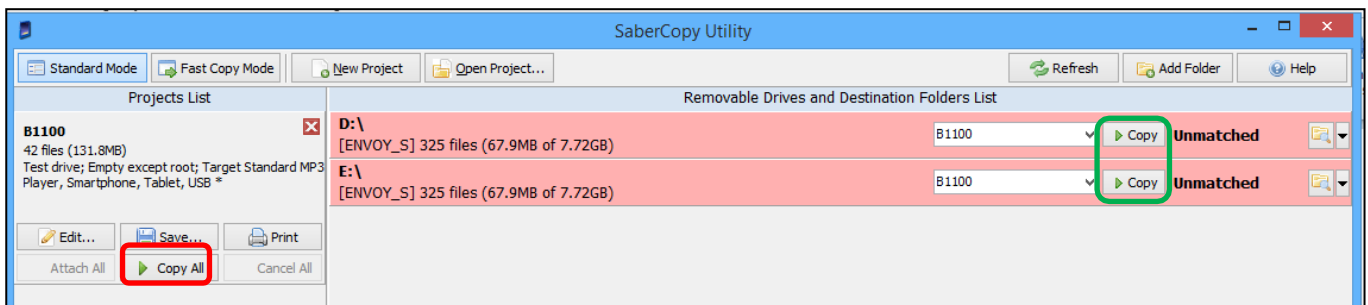 SaberCopy Utility
Standard Mode Fast Copy Mode New Project Open Project... Refresh Add Folder Help
Projects List Removable Drives and Destination Folders List
B1100
42 files (131.8MB)
Test drive; Empty except root; Target Standard MP3
Player, Smartphone, Tablet, USB *
Edit... Save... Print
Attach All Copy All Cancel All
D:\
[ENVOY_S] 325 files (67.9MB of 7.72GB)
B1100 Copy Unmatched
E:\
[ENVOY_S] 325 files (67.9MB of 7.72GB)
B1100 Copy Unmatched